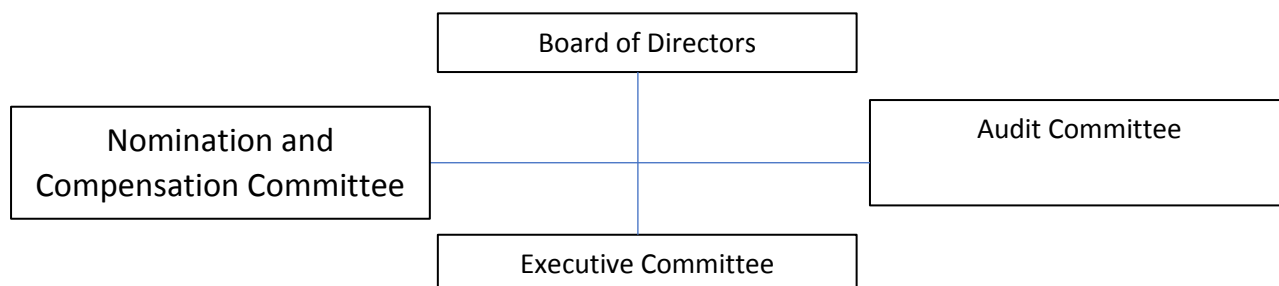 Board of Directors
Nomination and
Compensation Committee
Audit Committee
Executive Committee